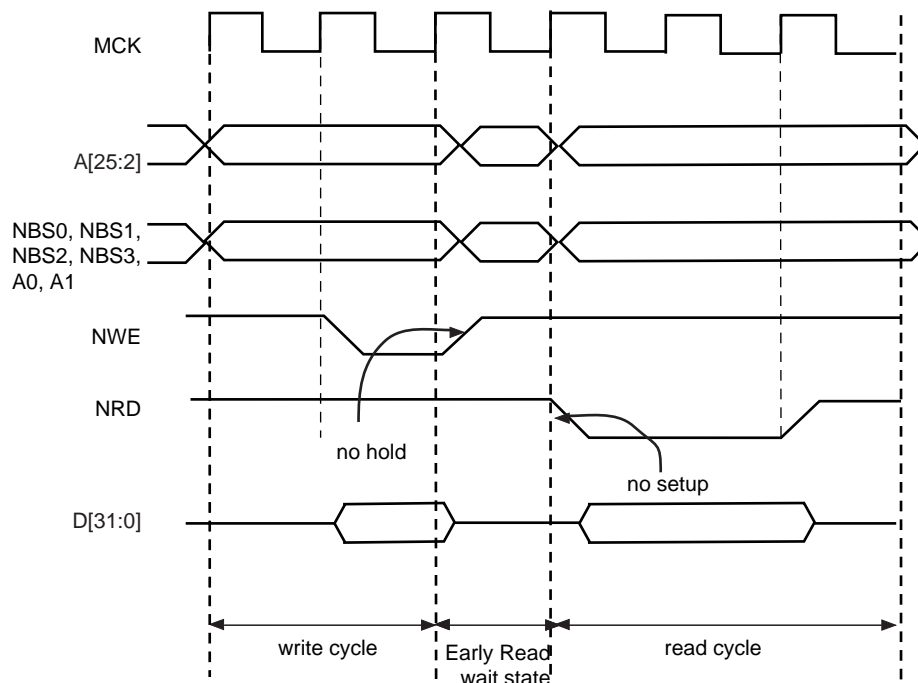 MCK
A[25:2]
NBS0, NBS1,
NBS2, NBS3,
A0, A1
NWE
NRD
no hold
no setup
D[31:0]
write cycle
Early Read
wait state
read cycle